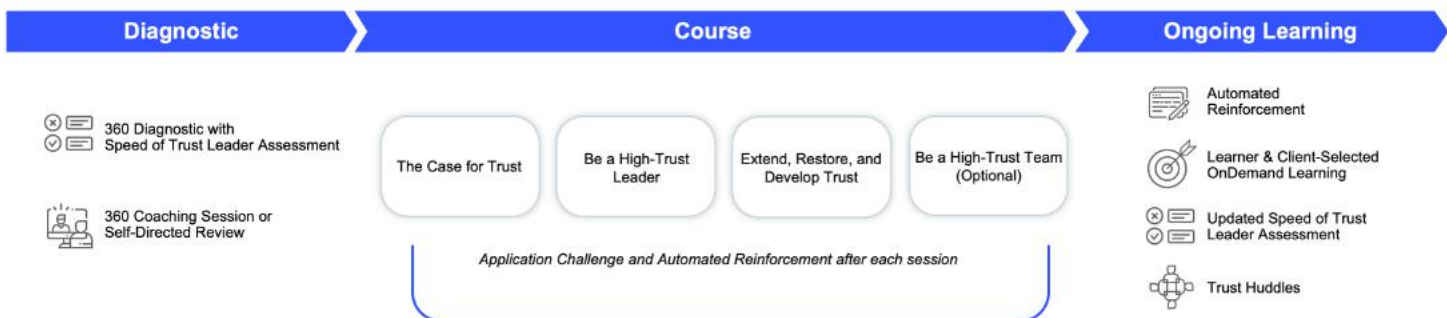 Diagnostic
Course
Ongoing Learning
360 Diagnostic with
Speed of Trust Leader Assessment
360 Coaching Session or
Self-Directed Review
The Case for Trust
Be a High-Trust
Leader
Extend, Restore, and
Develop Trust
Be a High-Trust Team
(Optional)
Application Challenge and Automated Reinforcement after each session
Automated
Reinforcement
Learner & Client-Selected
OnDemand Learning
Updated Speed of Trust
Leader Assessment
Trust Huddles